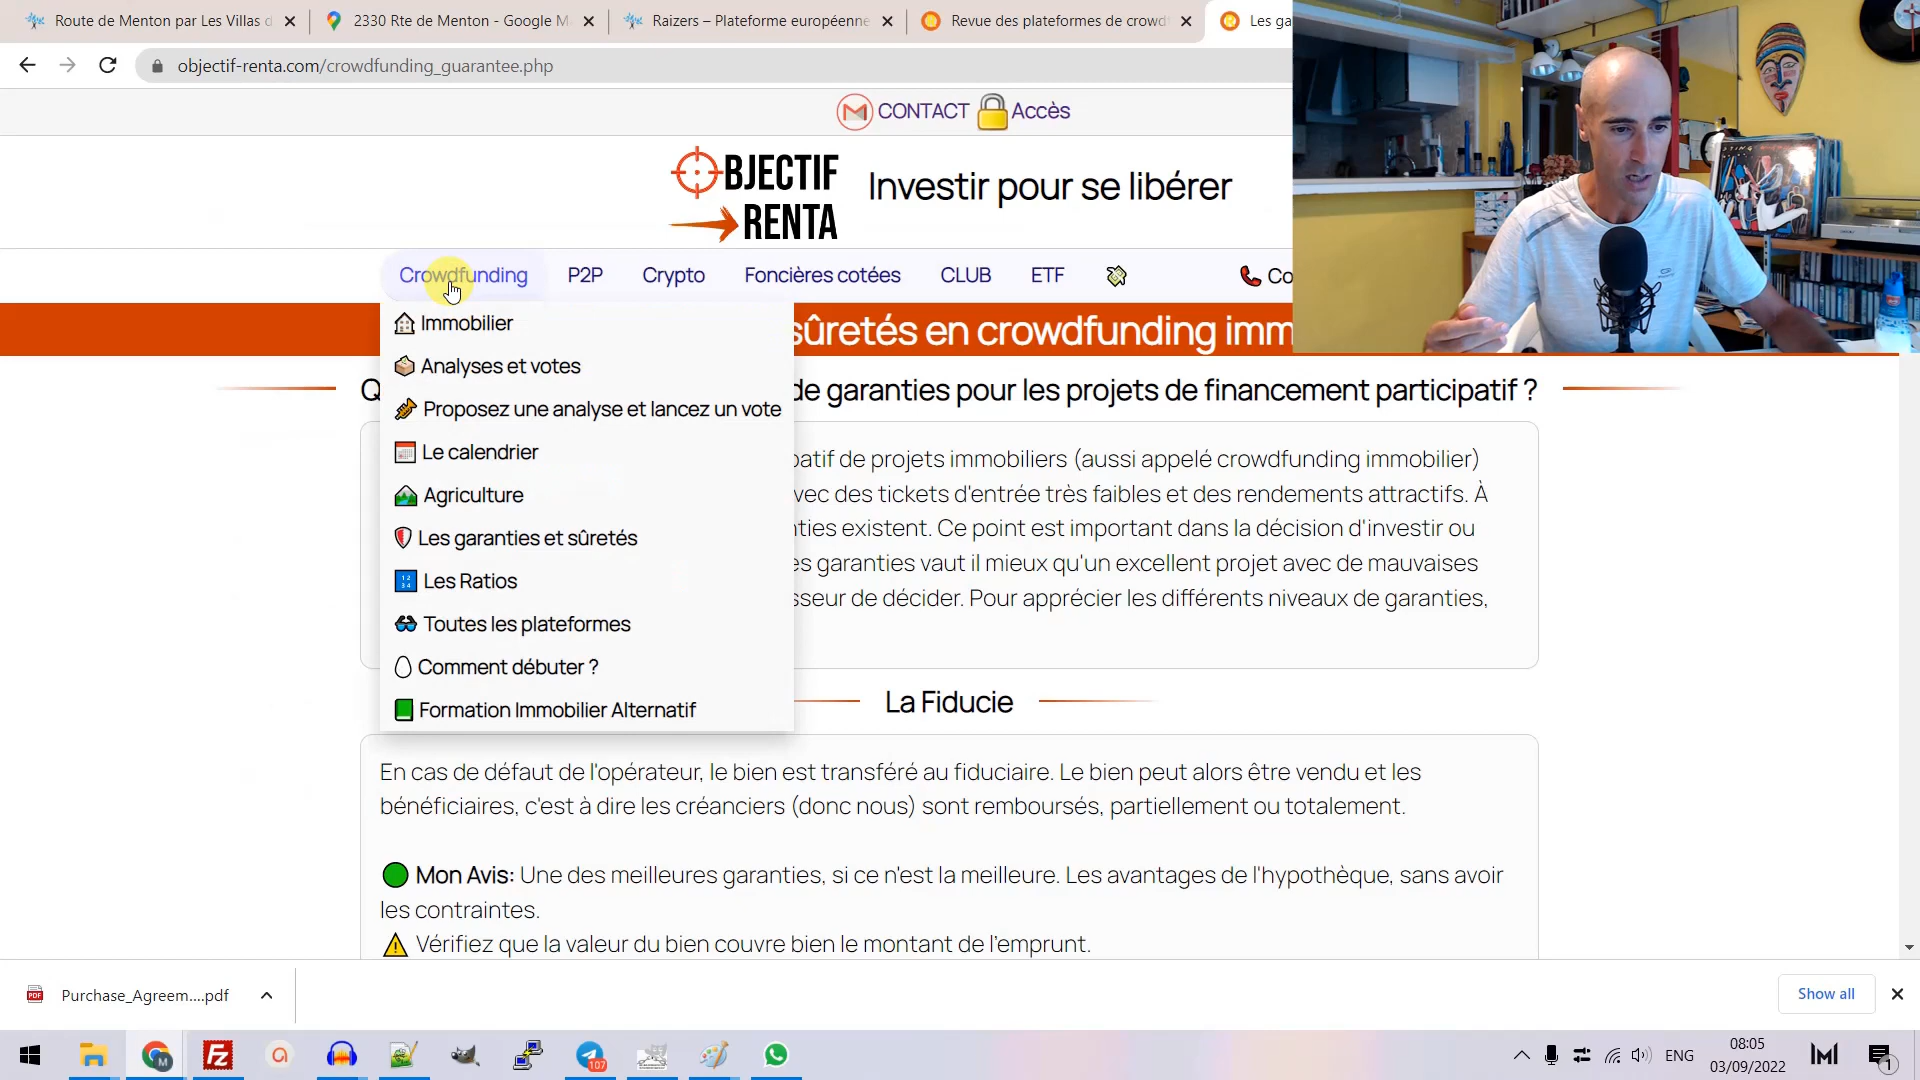 Route de Menton par Les Villas d
2330 Rte de Menton - Google M
Raizers – Plateforme européenne
Revue des plateformes de crowdf
Les ga
objectif-renta.com/crowdfunding_guarantee.php
CONTACT Accès
BJECTIF
RENTA
Investir pour se libérer
Crowdfunding P2P Crypto Foncières cotées CLUB ETF Co
sûretés en crowdfunding imm
Immobilier
Analyses et votes
Proposez une analyse et lancez un vote
Le calendrier
Agriculture
Les garanties et sûretés
Les Ratios
Toutes les plateformes
Comment débuter ?
Formation Immobilier Alternatif
Q
de garanties pour les projets de financement participatif ?
patif de projets immobiliers (aussi appelé crowdfunding immobilier)
vec des tickets d'entrée très faibles et des rendements attractifs. À
nties existent. Ce point est important dans la décision d'investir ou
es garanties vaut il mieux qu'un excellent projet avec de mauvaises
sseur de décider. Pour apprécier les différents niveaux de garanties,
La Fiducie
En cas de défaut de l'opérateur, le bien est transféré au fiduciaire. Le bien peut alors être vendu et les
bénéficiaires, c'est à dire les créanciers (donc nous) sont remboursés, partiellement ou totalement.
Mon Avis: Une des meilleures garanties, si ce n'est la meilleure. Les avantages de l'hypothèque, sans avoir
les contraintes.
Vérifiez que la valeur du bien couvre bien le montant de l'emprunt.
Purchase_Agreem....pdf
Show all
107
ENG
08:05
03/09/2022
1
STING